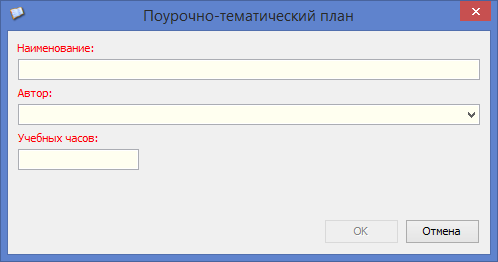 Поурочно-тематический план
Наименование:
Автор:
Учебных часов:
OK
Отмена